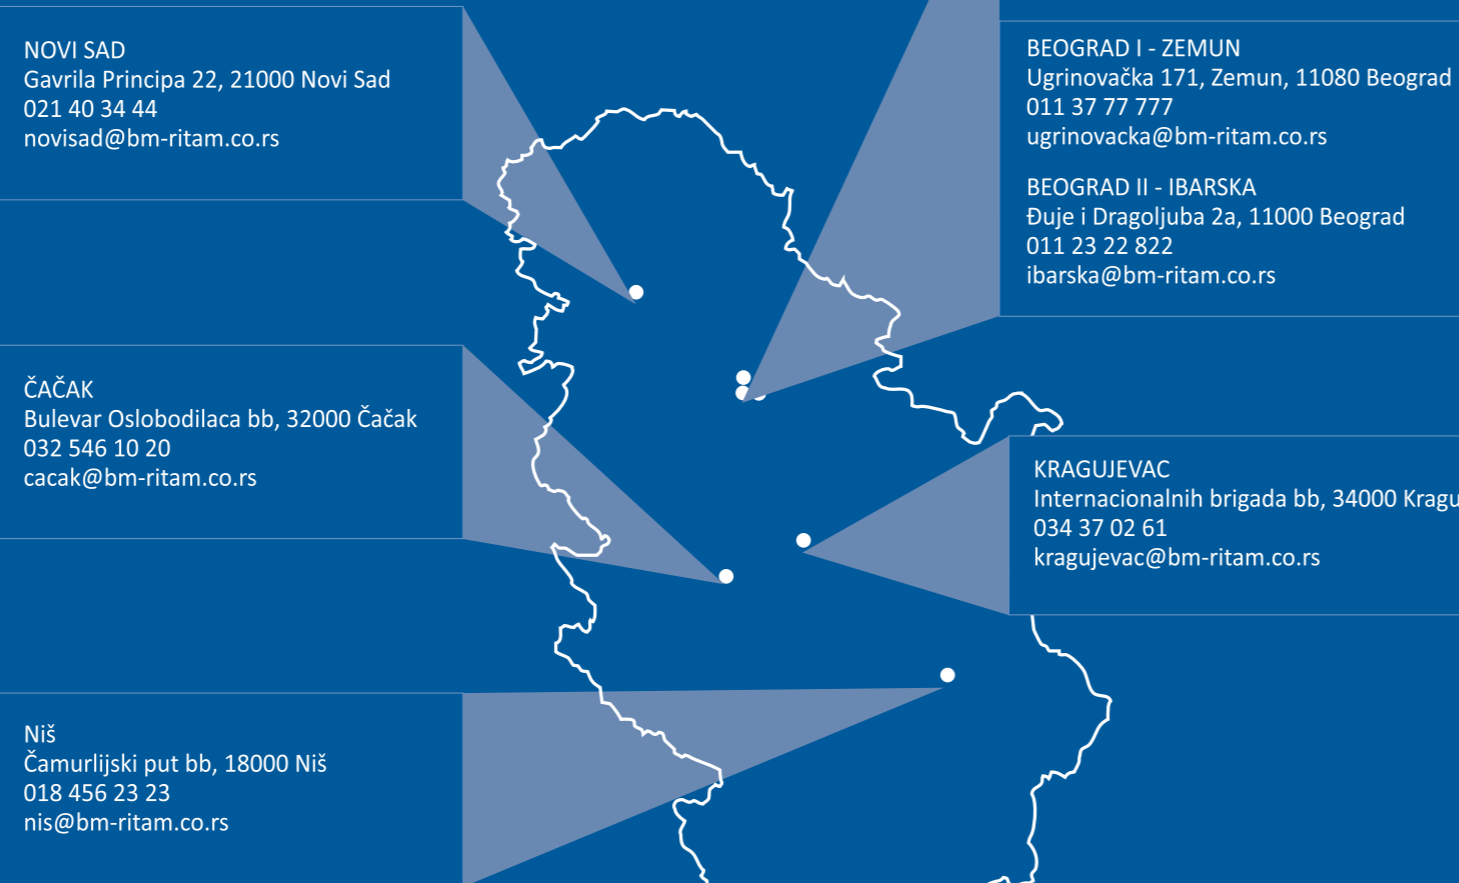 NOVI SAD
Gavrila Principa 22, 21000 Novi Sad
021 40 34 44
novisad@bm-ritam.co.rs
ČAČAK
Bulevar Oslobodilaca bb, 32000 Čačak
032 546 10 20
cacak@bm-ritam.co.rs
Niš
Čamurlijski put bb, 18000 Niš
018 456 23 23
nis@bm-ritam.co.rs
BEOGRAD I - ZEMUN
Ugrinovačka 171, Zemun, 11080 Beograd
011 37 77 777
ugrinovacka@bm-ritam.co.rs
BEOGRAD II - IBARSKA
Đuje i Dragoljuba 2a, 11000 Beograd
011 23 22 822
ibarska@bm-ritam.co.rs
KRAGUJEVAC
Internacionalnih brigada bb, 34000
034 37 02 61
kragujevac@bm-ritam.co.rs